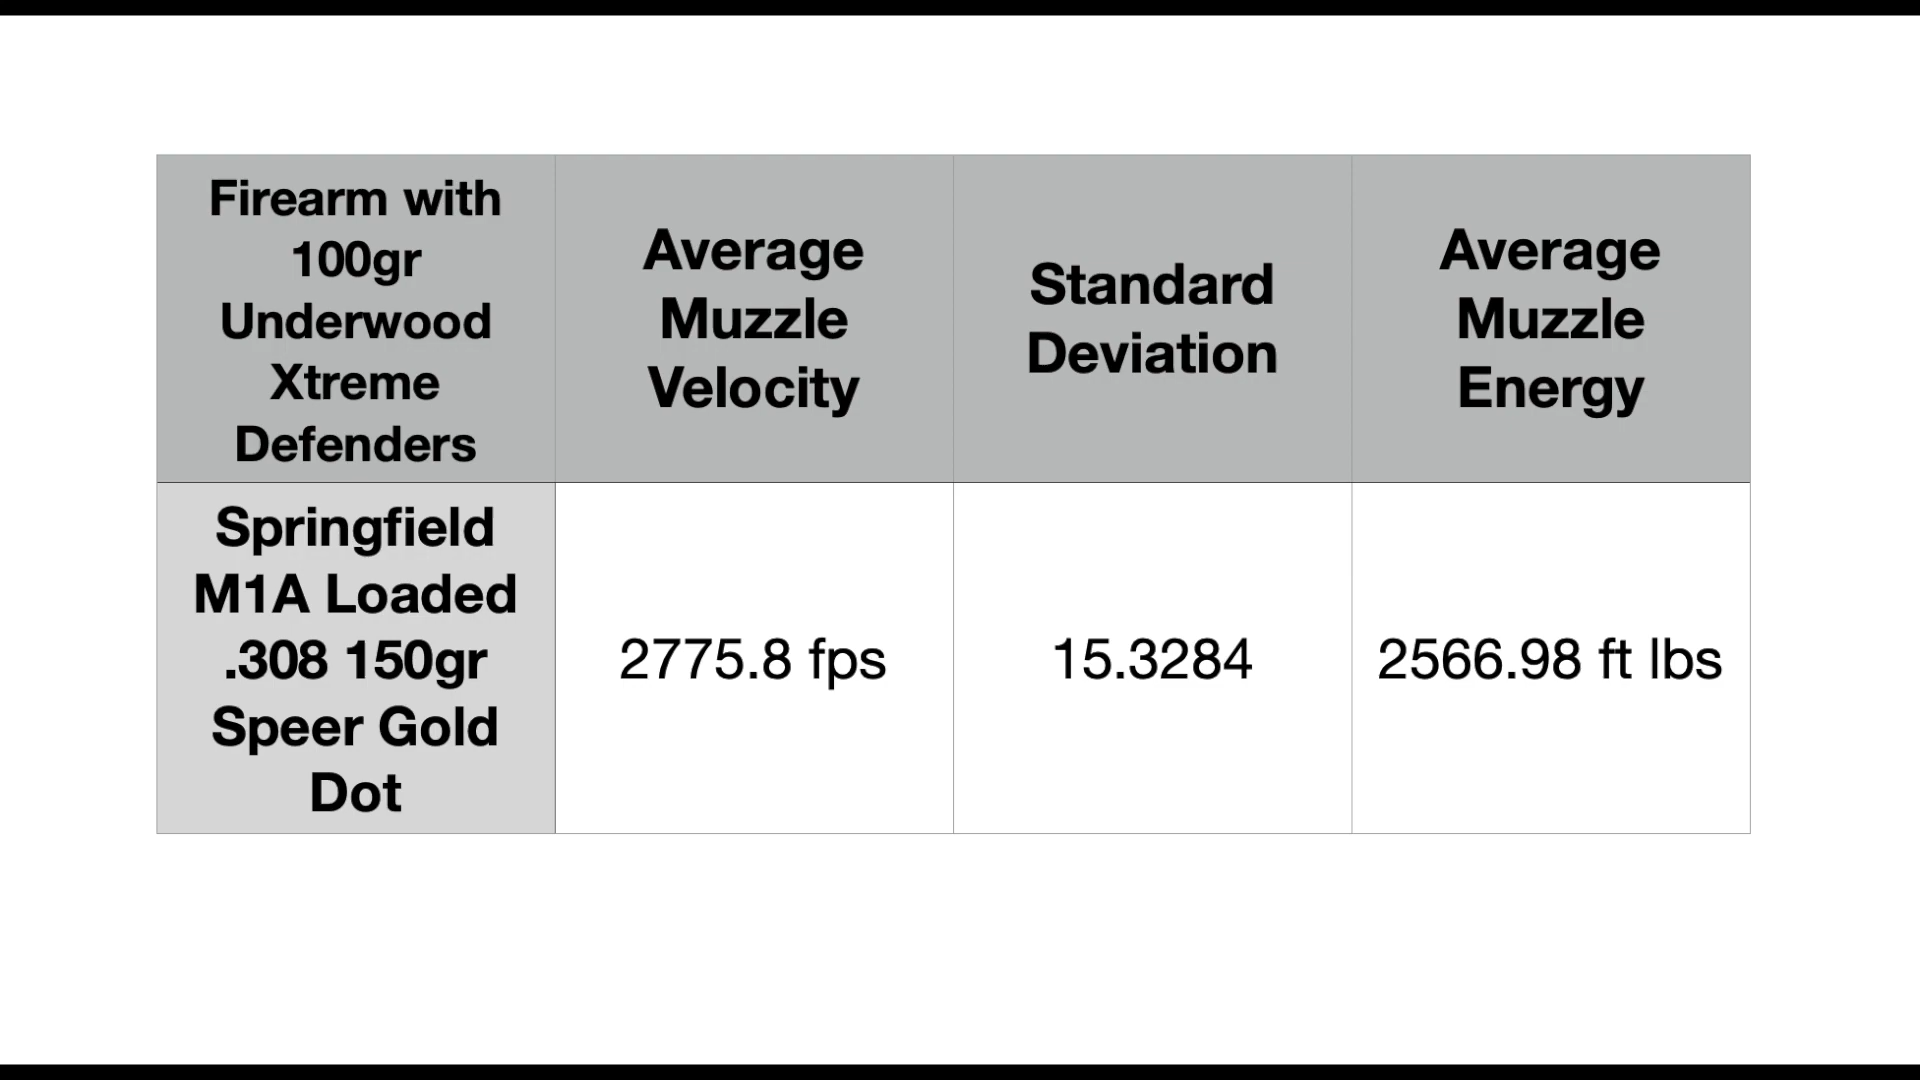 Firearm with
100gr
Underwood
Xtreme
Defenders
Average
Muzzle
Velocity
Standard
Deviation
Average
Muzzle
Energy
Springfield
M1A Loaded
.308 150gr
Speer Gold
Dot
2775.8 fps
15.3284
2566.98 ft lbs